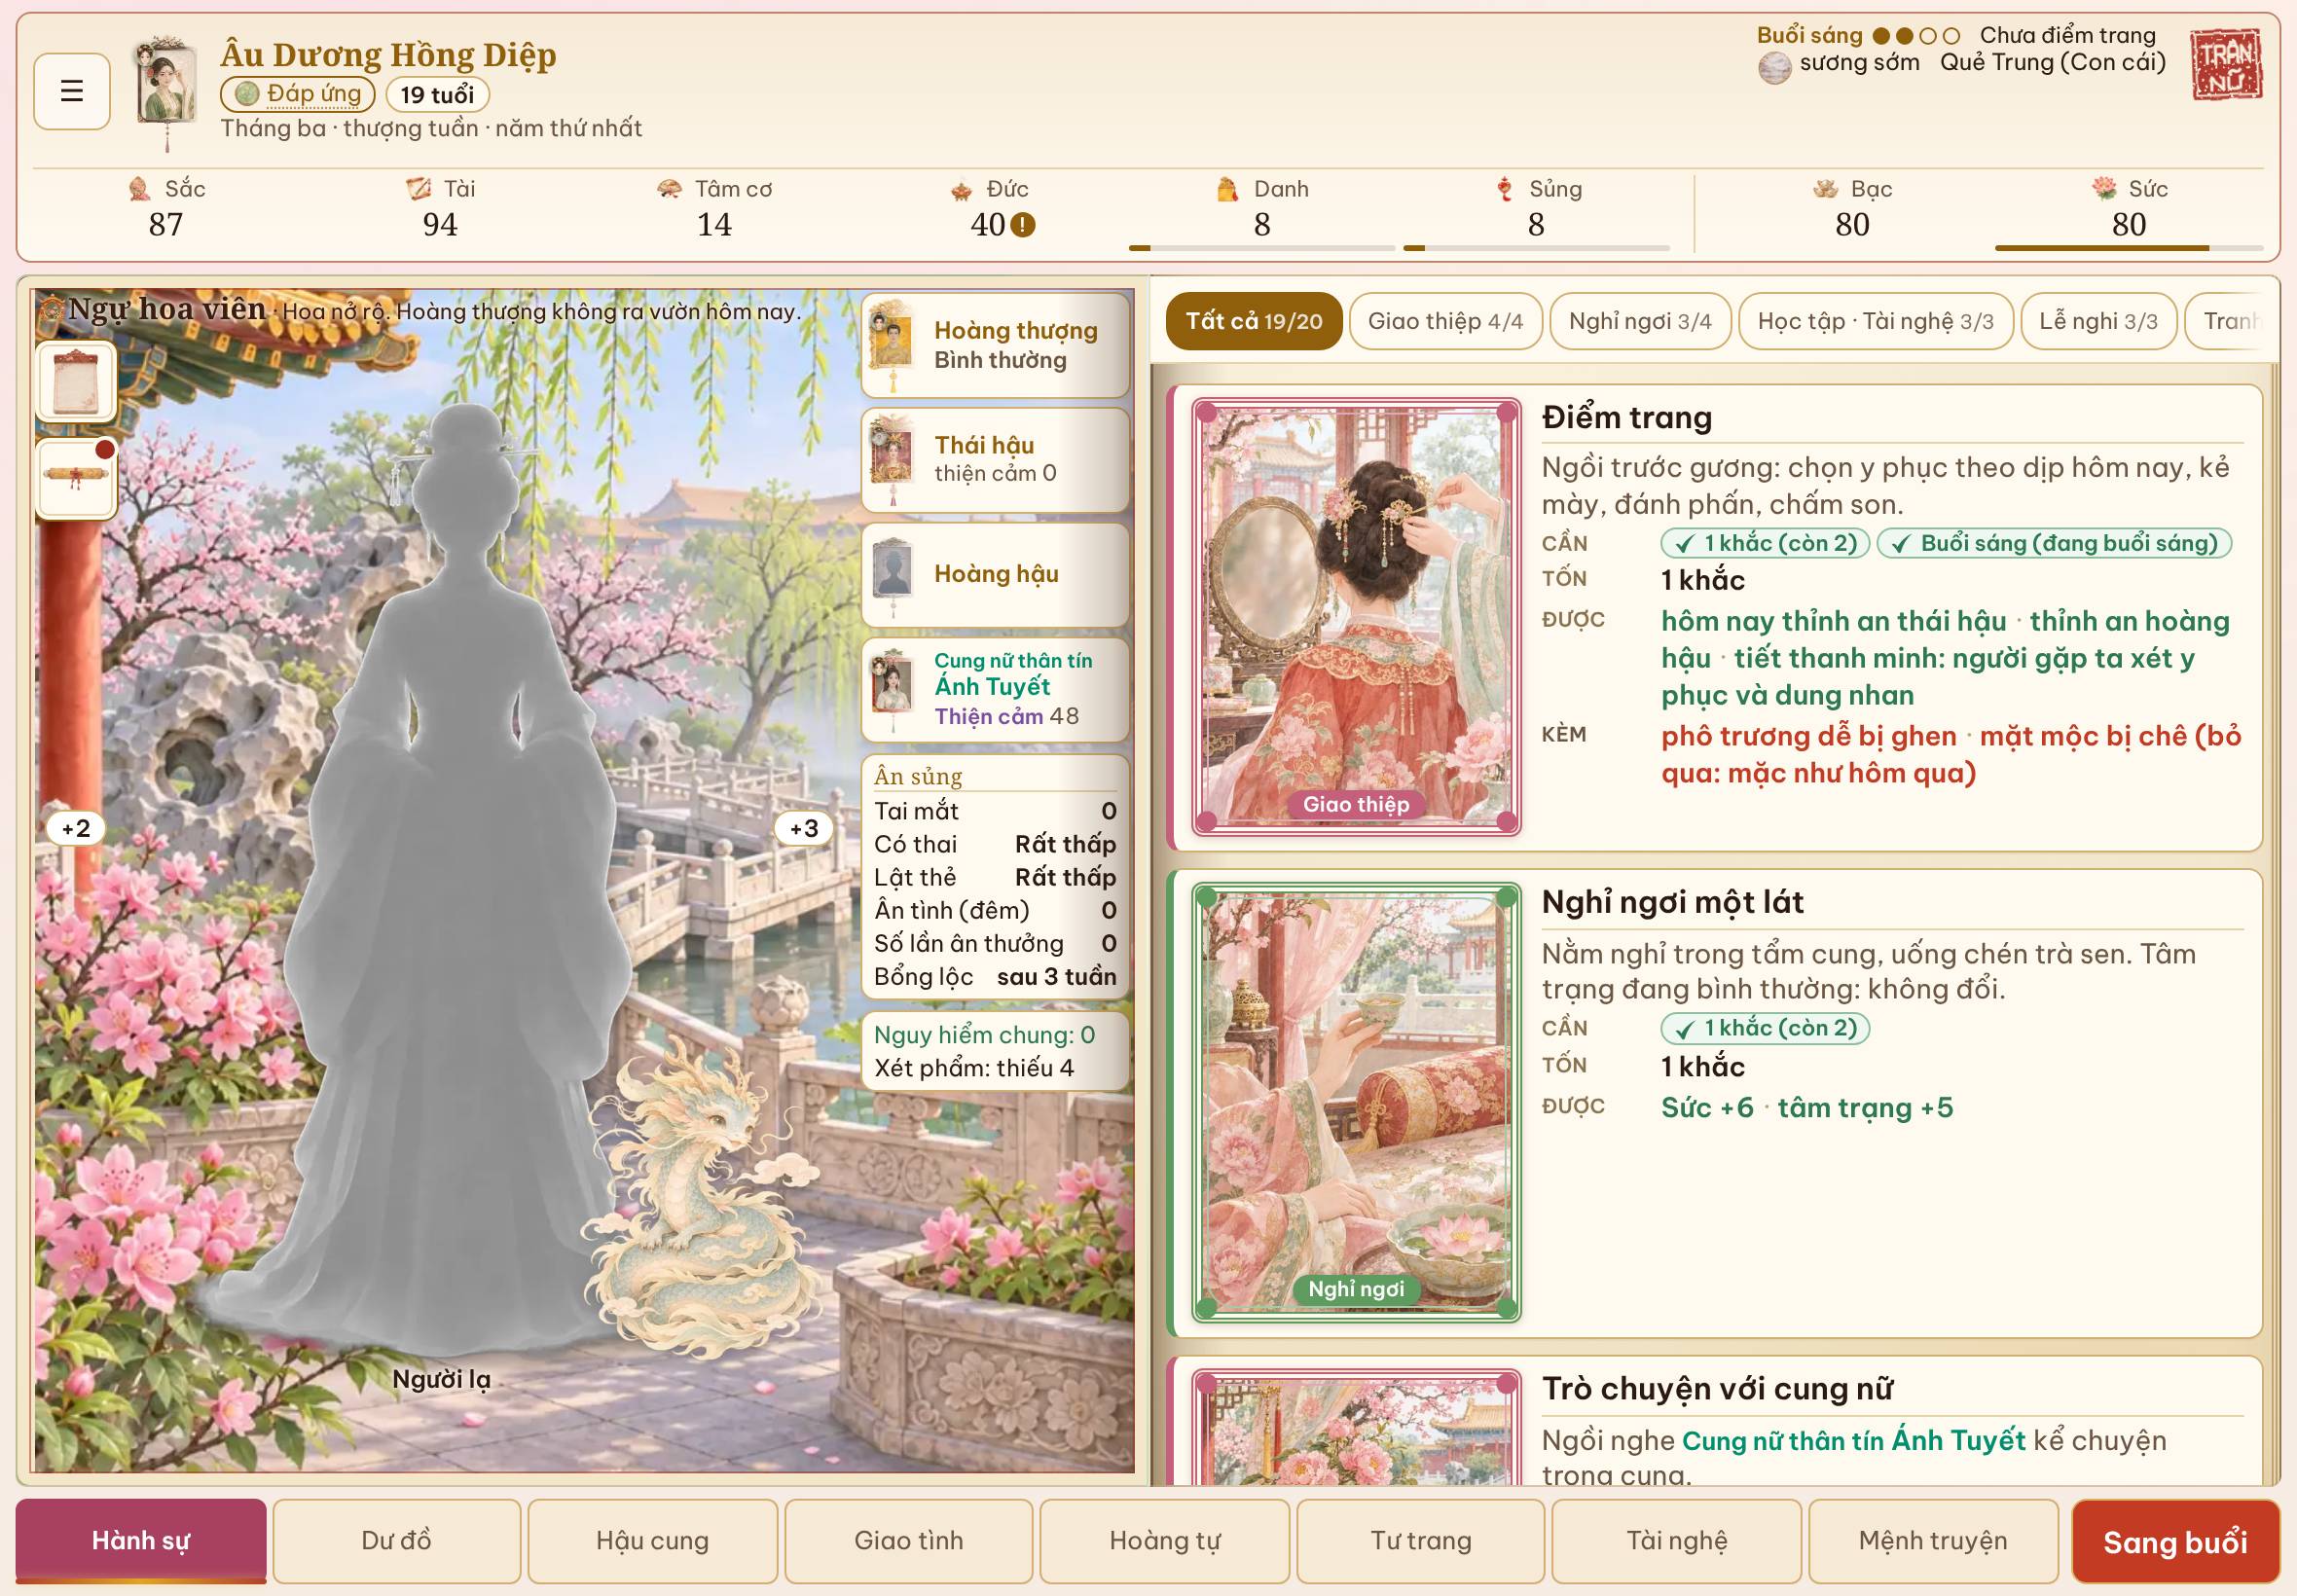 ☰
Âu Dương Hồng Diệp
Đáp ứng
19 tuổi
Tháng ba · thượng tuần · năm thứ nhất
Buổi sáng
Chưa điểm trang
sương sớm
Quẻ Trung (Con cái)
TRÂN
NỮ
Sắc
87
Tài
94
Tâm cơ
14
Đức
40 !
Danh
8
Sủng
8
Bạc
80
Sức
80
Ngự hoa viên · Hoa nở rộ. Hoàng thượng không ra vườn hôm nay.
+2
+3
Người lạ
Hoàng thượng
Bình thường
Thái hậu
thiện cảm 0
Hoàng hậu
Cung nữ thân tín
Ánh Tuyết
Thiện cảm 48
Ân sủng
Tai mắt 0
Có thai Rất thấp
Lật thẻ Rất thấp
Ân tình (đêm) 0
Số lần ân thưởng 0
Bổng lộc sau 3 tuần
Nguy hiểm chung: 0
Xét phẩm: thiếu 4
Tất cả 19/20
Giao thiệp 4/4
Nghỉ ngơi 3/4
Học tập · Tài nghệ 3/3
Lễ nghi 3/3
Tranh
Giao thiệp
Điểm trang
Ngồi trước gương: chọn y phục theo dịp hôm nay, kẻ
mày, đánh phấn, chấm son.
CẦN ✓ 1 khắc (còn 2) ✓ Buổi sáng (đang buổi sáng)
TỐN 1 khắc
ĐƯỢC hôm nay thỉnh an thái hậu · thỉnh an hoàng
hậu · tiết thanh minh: người gặp ta xét y
phục và dung nhan
KÈM phô trương dễ bị ghen · mặt mộc bị chê (bỏ
qua: mặc như hôm qua)
Nghỉ ngơi
Nghỉ ngơi một lát
Nằm nghỉ trong tẩm cung, uống chén trà sen. Tâm
trạng đang bình thường: không đổi.
CẦN ✓ 1 khắc (còn 2)
TỐN 1 khắc
ĐƯỢC Sức +6 · tâm trạng +5
Trò chuyện với cung nữ
Ngồi nghe Cung nữ thân tín Ánh Tuyết kể chuyện
trong cung.
Hành sự
Dư đồ
Hậu cung
Giao tình
Hoàng tự
Tư trang
Tài nghệ
Mệnh truyện
Sang buổi